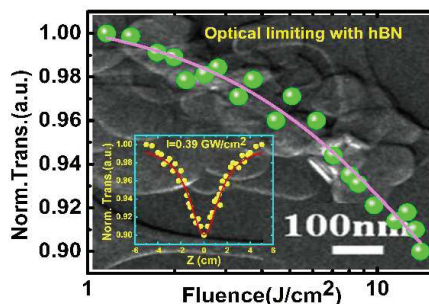 Optical limiting with hBN
Norm.Trans.(a.u.)
1.00
0.98
0.96
0.94
0.92
0.90
I=0.39 GW/cm²
Norm. Trans.(a.u.)
1.00
0.98
0.96
0.94
0.92
0.90
-6 -4 -2 0 2 4 6
Z (cm)
100nm
1 10
Fluence(J/cm²)